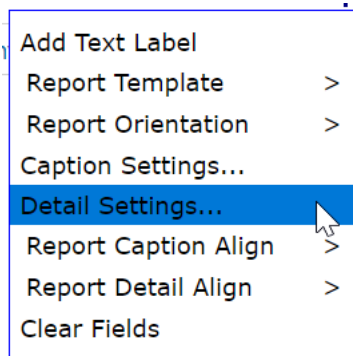 Add Text Label
Report Template >
Report Orientation >
Caption Settings...
Detail Settings...
Report Caption Align >
Report Detail Align >
Clear Fields